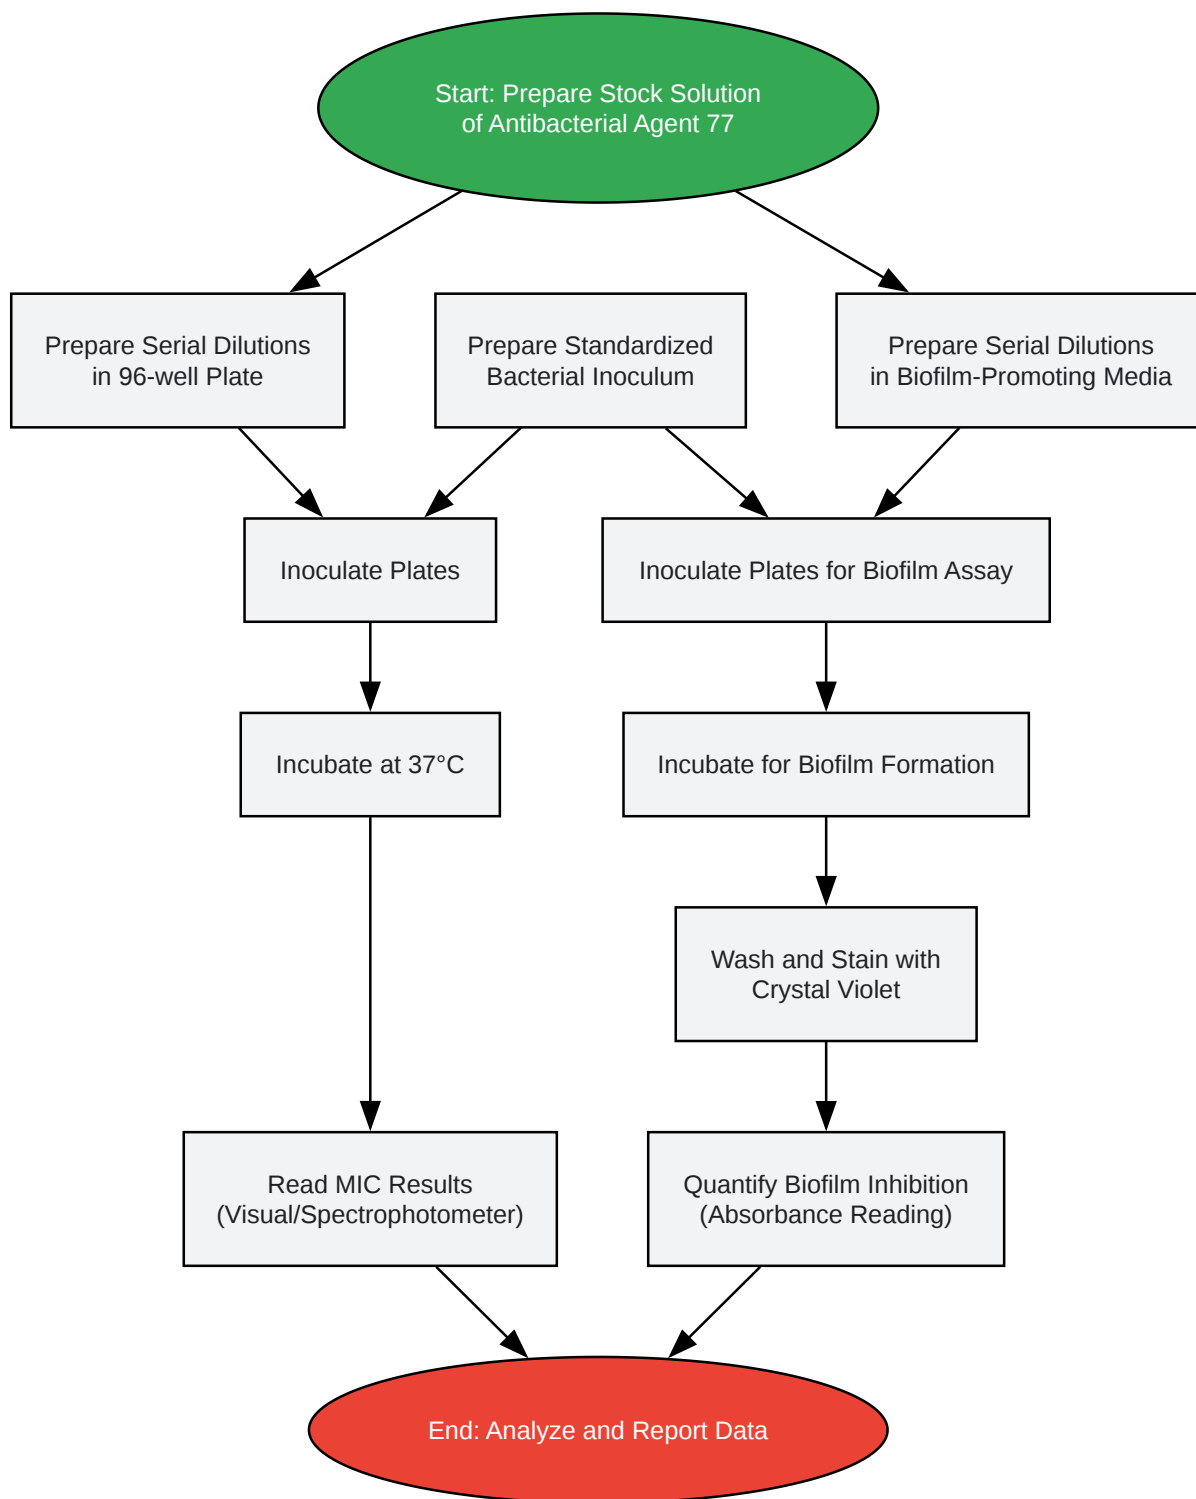 Start: Prepare Stock Solution
of Antibacterial Agent 77
Prepare Serial Dilutions
in 96-well Plate
Prepare Standardized
Bacterial Inoculum
Prepare Serial Dilutions
in Biofilm-Promoting Media
Inoculate Plates
Inoculate Plates for Biofilm Assay
Incubate at 37°C
Incubate for Biofilm Formation
Wash and Stain with
Crystal Violet
Read MIC Results
(Visual/Spectrophotometer)
Quantify Biofilm Inhibition
(Absorbance Reading)
End: Analyze and Report Data